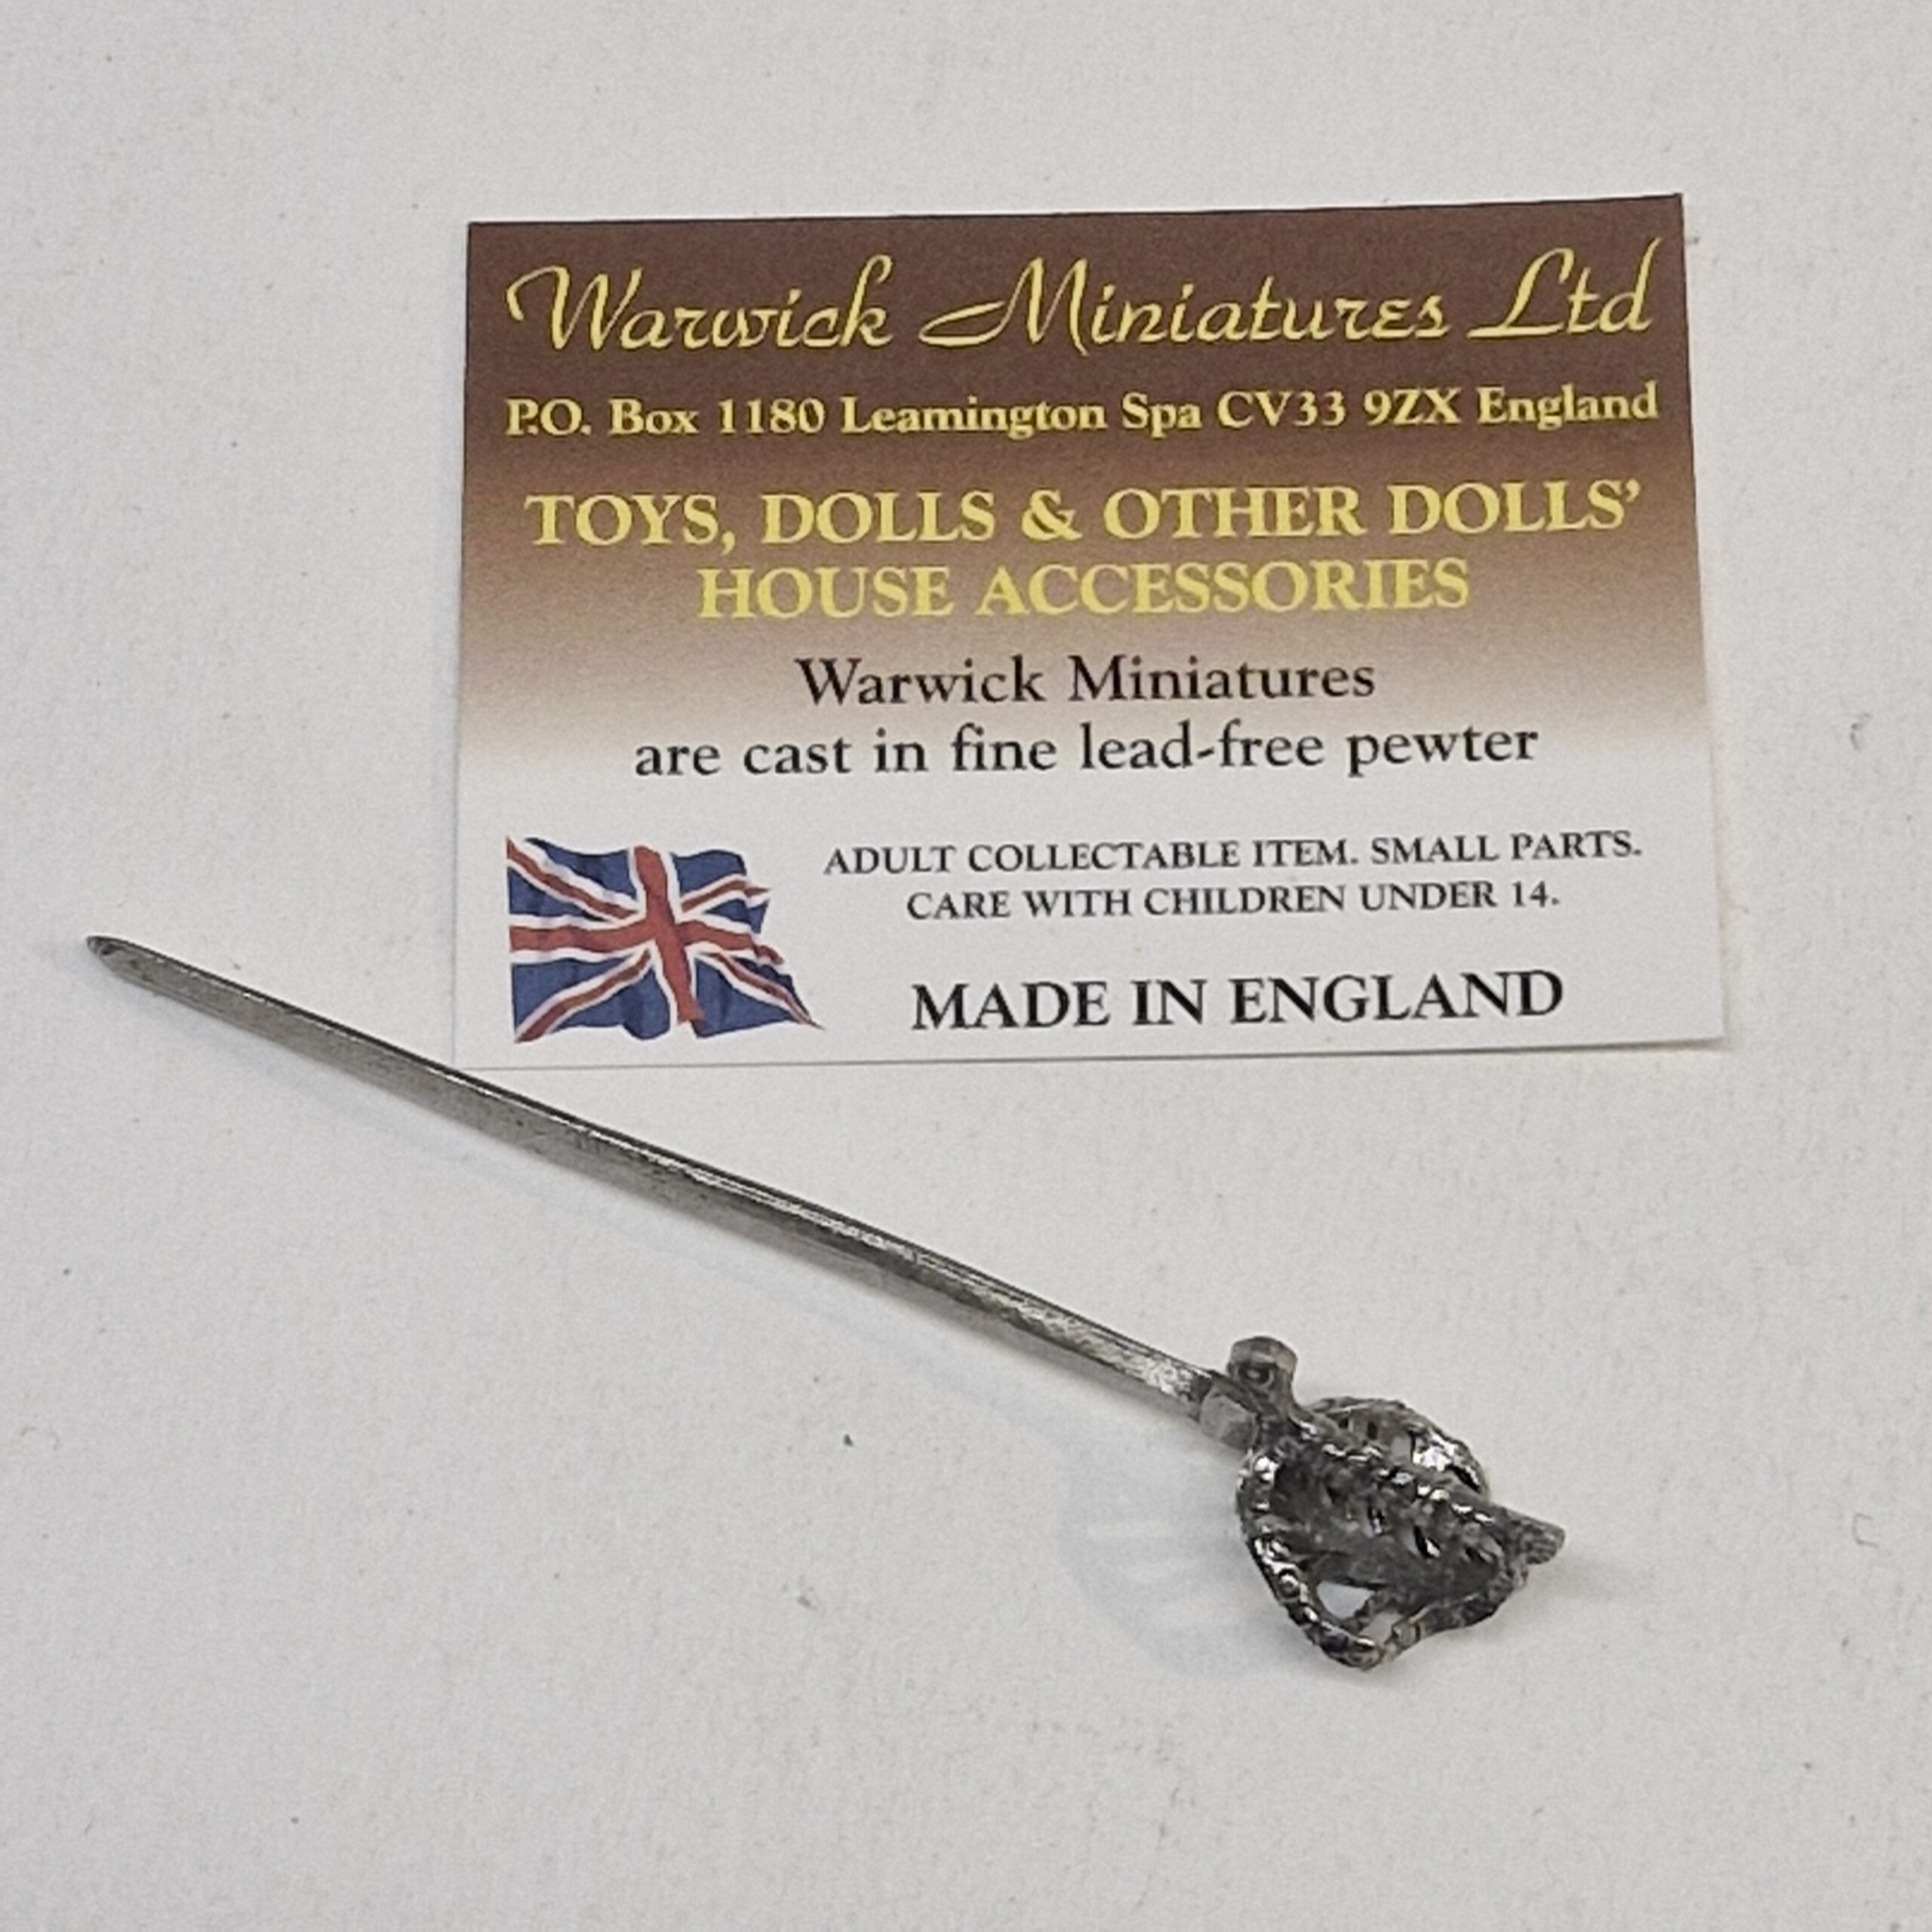 Warwick Miniatures Ltd
P.O. Box 1180 Leamington Spa CV33 9ZX England
TOYS, DOLLS & OTHER DOLLS'
HOUSE ACCESSORIES
Warwick Miniatures
are cast in fine lead-free pewter
ADULT COLLECTABLE ITEM. SMALL PARTS.
CARE WITH CHILDREN UNDER 14.
MADE IN ENGLAND